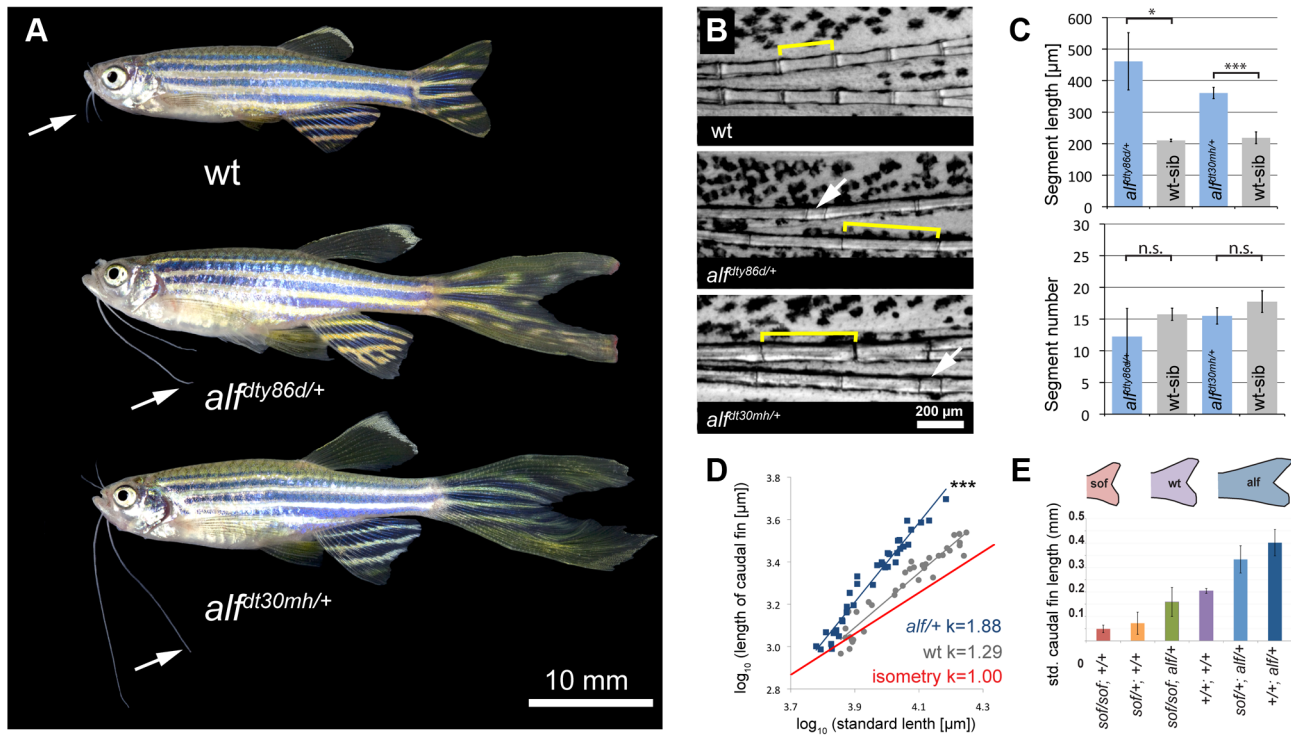 A
wt
alfdty86d/+
alfdt30mh/+
10 mm
B
wt
alfdty86d/+
alfdt30mh/+
200 µm
C
Segment length [µm]
600
500
400
300
200
100
0
*
***
alfdty86d/+
wt-sib
alfdt30mh/+
wt-sib
Segment number
30
25
20
15
10
5
0
n.s.
n.s.
alfdty86d/+
wt-sib
alfdt30mh/+
wt-sib
D
log10 (length of caudal fin [µm])
3.8
3.6
3.4
3.2
3.0
2.8
***
alf/+ k=1.88
wt k=1.29
isometry k=1.00
3.7
3.9
4.1
4.3
log10 (standard lenth [µm])
E
sof
wt
alf
std. caudal fin length (mm)
0.5
0.4
0.3
0.2
0.1
0
sof/sof; +/+
sof/+; +/+
sof/sof; alf/+
+/+; +/+
sof/+; alf/+
+/+; alf/+